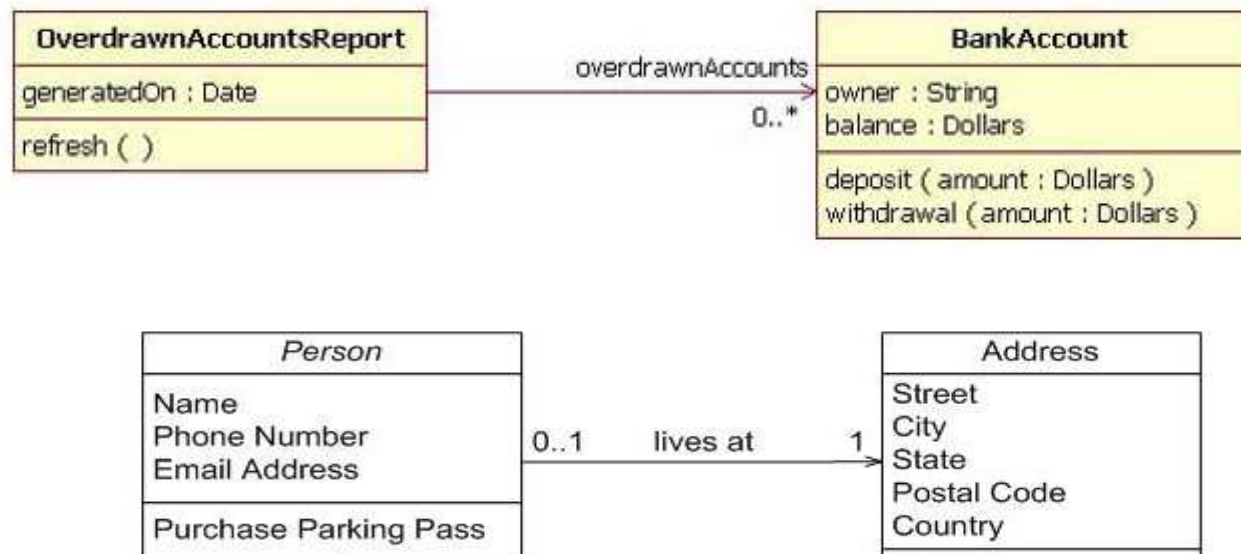 OverdrawnAccountsReport
generatedOn : Date
refresh ( )
overdrawnAccounts
0..*
BankAccount
owner : String
balance : Dollars
deposit ( amount : Dollars )
withdrawal ( amount : Dollars )
Person
Name
Phone Number
Email Address
Purchase Parking Pass
0..1 lives at 1
Address
Street
City
State
Postal Code
Country